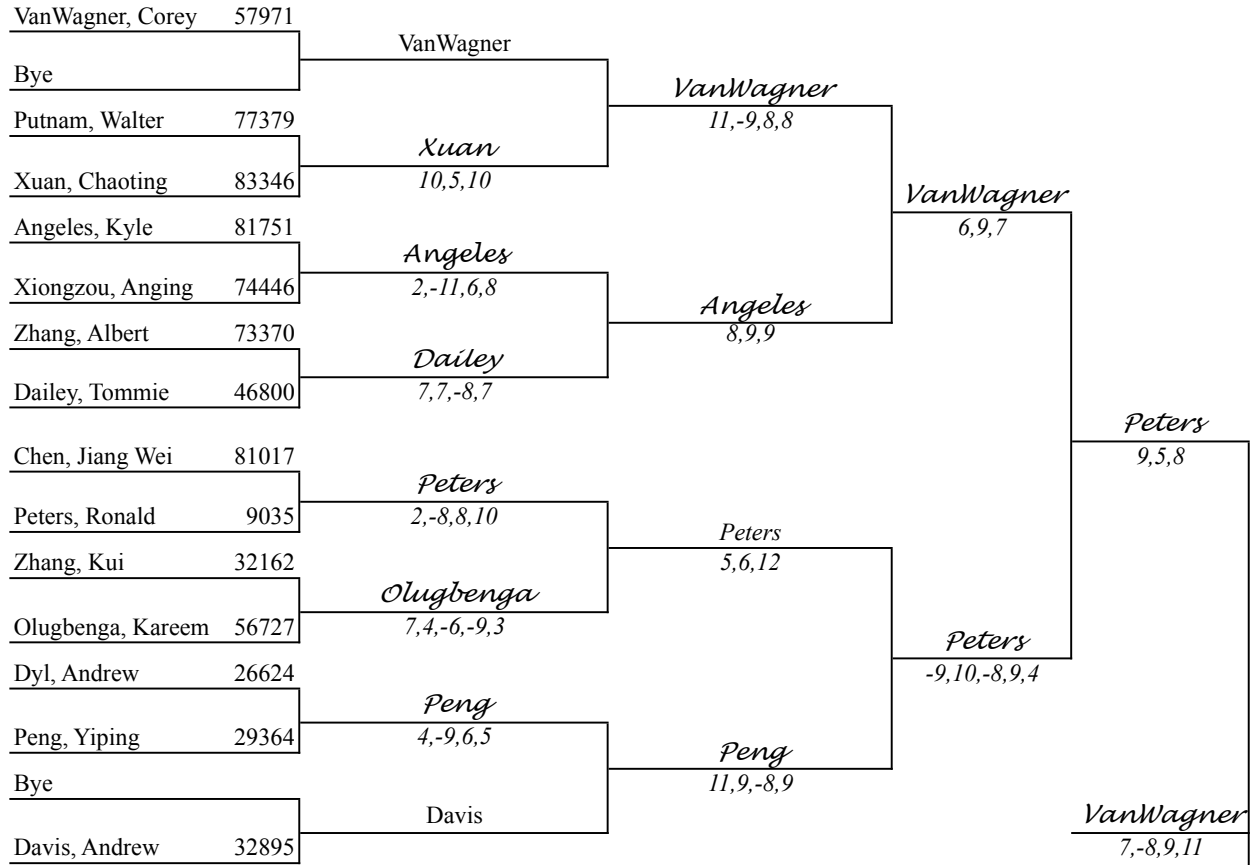 VanWagner, Corey 57971
VanWagner
Bye
VanWagner
11,-9,8,8
Putnam, Walter 77379
Xuan
10,5,10
Xuan, Chaoting 83346
VanWagner
6,9,7
Angeles, Kyle 81751
Angeles
2,-11,6,8
Xiongzou, Anging 74446
Angeles
8,9,9
Zhang, Albert 73370
Dailey
7,7,-8,7
Dailey, Tommie 46800
Peters
9,5,8
Chen, Jiang Wei 81017
Peters
2,-8,8,10
Peters, Ronald 9035
Peters
5,6,12
Zhang, Kui 32162
Olugbenga
7,4,-6,-9,3
Olugbenga, Kareem 56727
Peters
-9,10,-8,9,4
Dyl, Andrew 26624
Peng
4,-9,6,5
Peng, Yiping 29364
Peng
11,9,-8,9
Bye
Davis
Davis, Andrew 32895
VanWagner
7,-8,9,11